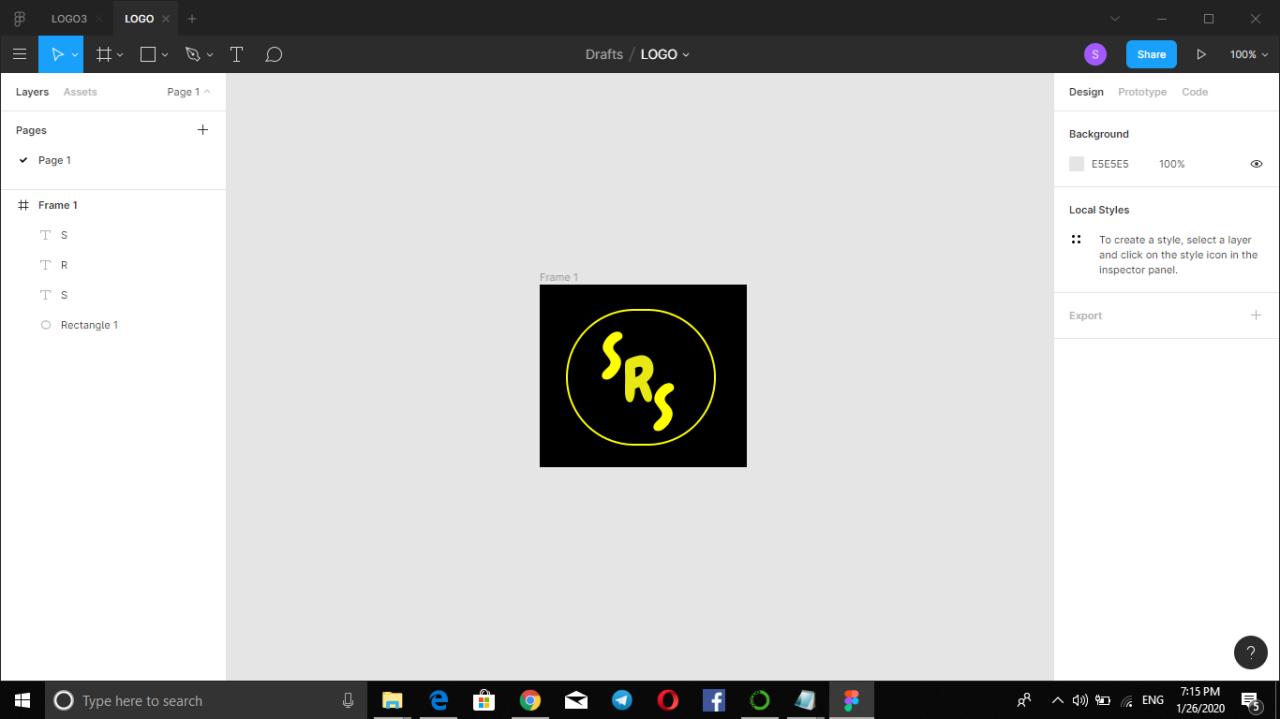 LOGO3
LOGO
Drafts / LOGO
S
Share
100%
Layers
Assets
Page 1
Pages
Page 1
Frame 1
S
R
S
Rectangle 1
Frame 1
S
R
S
Design
Prototype
Code
Background
E5E5E5
100%
Local Styles
To create a style, select a layer
and click on the style icon in the
inspector panel.
Export
?
Type here to search
ENG
7:15 PM
1/26/2020
5